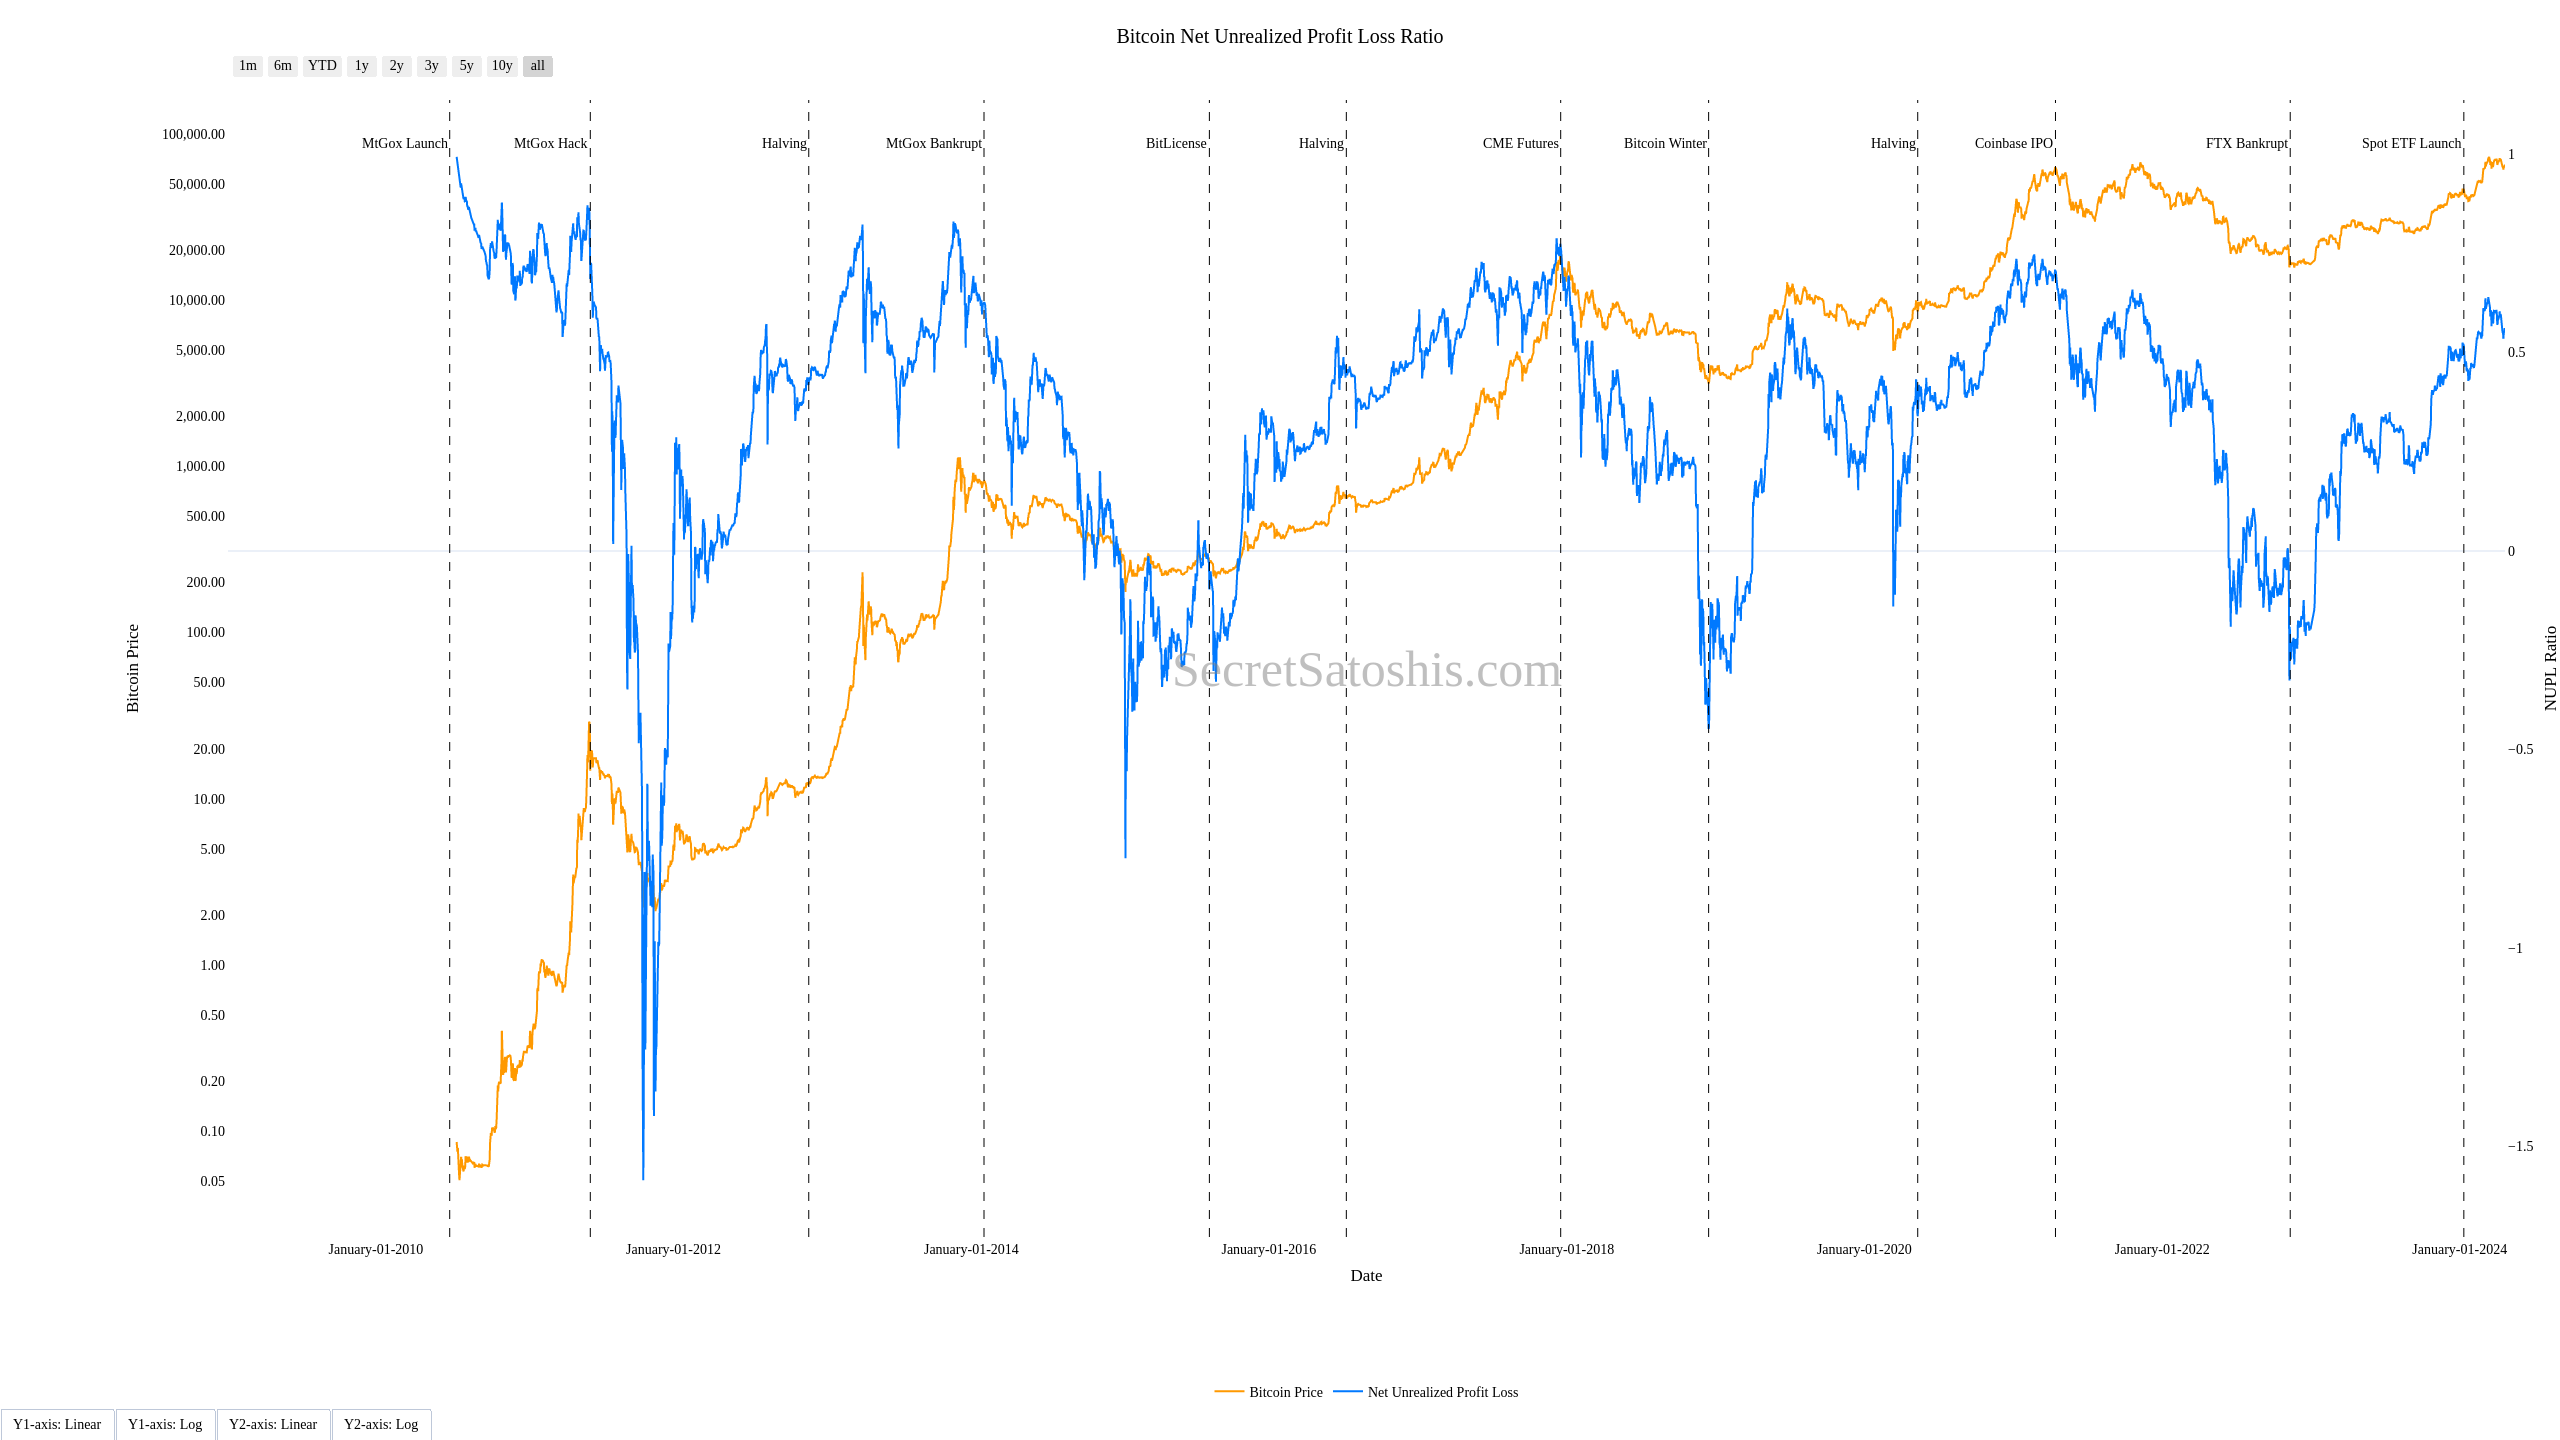 Bitcoin Net Unrealized Profit Loss Ratio
1m 6m YTD 1y 2y 3y 5y 10y all
MtGox Launch MtGox Hack Halving MtGox Bankrupt BitLicense Halving CME Futures Bitcoin Winter Halving Coinbase IPO FTX Bankrupt Spot ETF Launch
100,000.00
50,000.00
20,000.00
10,000.00
5,000.00
2,000.00
1,000.00
500.00
200.00
100.00
50.00
20.00
10.00
5.00
2.00
1.00
0.50
0.20
0.10
0.05
Bitcoin Price
SecretSatoshis.com
1
0.5
0
−0.5
−1
−1.5
NUPL Ratio
January-01-2010 January-01-2012 January-01-2014 January-01-2016 January-01-2018 January-01-2020 January-01-2022 January-01-2024
Date
Bitcoin Price Net Unrealized Profit Loss
Y1-axis: Linear Y1-axis: Log Y2-axis: Linear Y2-axis: Log